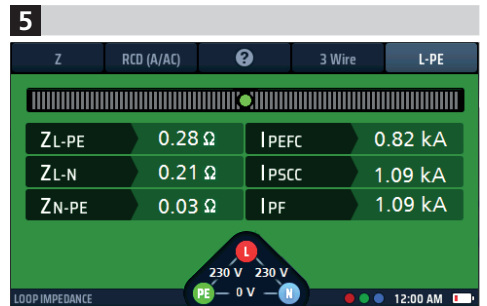 5
Z RCD (A/AC) ? 3 Wire L-PE
ZL-PE 0.28 Ω IPEFC 0.82 kA
ZL-N 0.21 Ω IPSCC 1.09 kA
ZN-PE 0.03 Ω IPF 1.09 kA
L
230 V 230 V
PE 0 V N
LOOP IMPEDANCE 12:00 AM